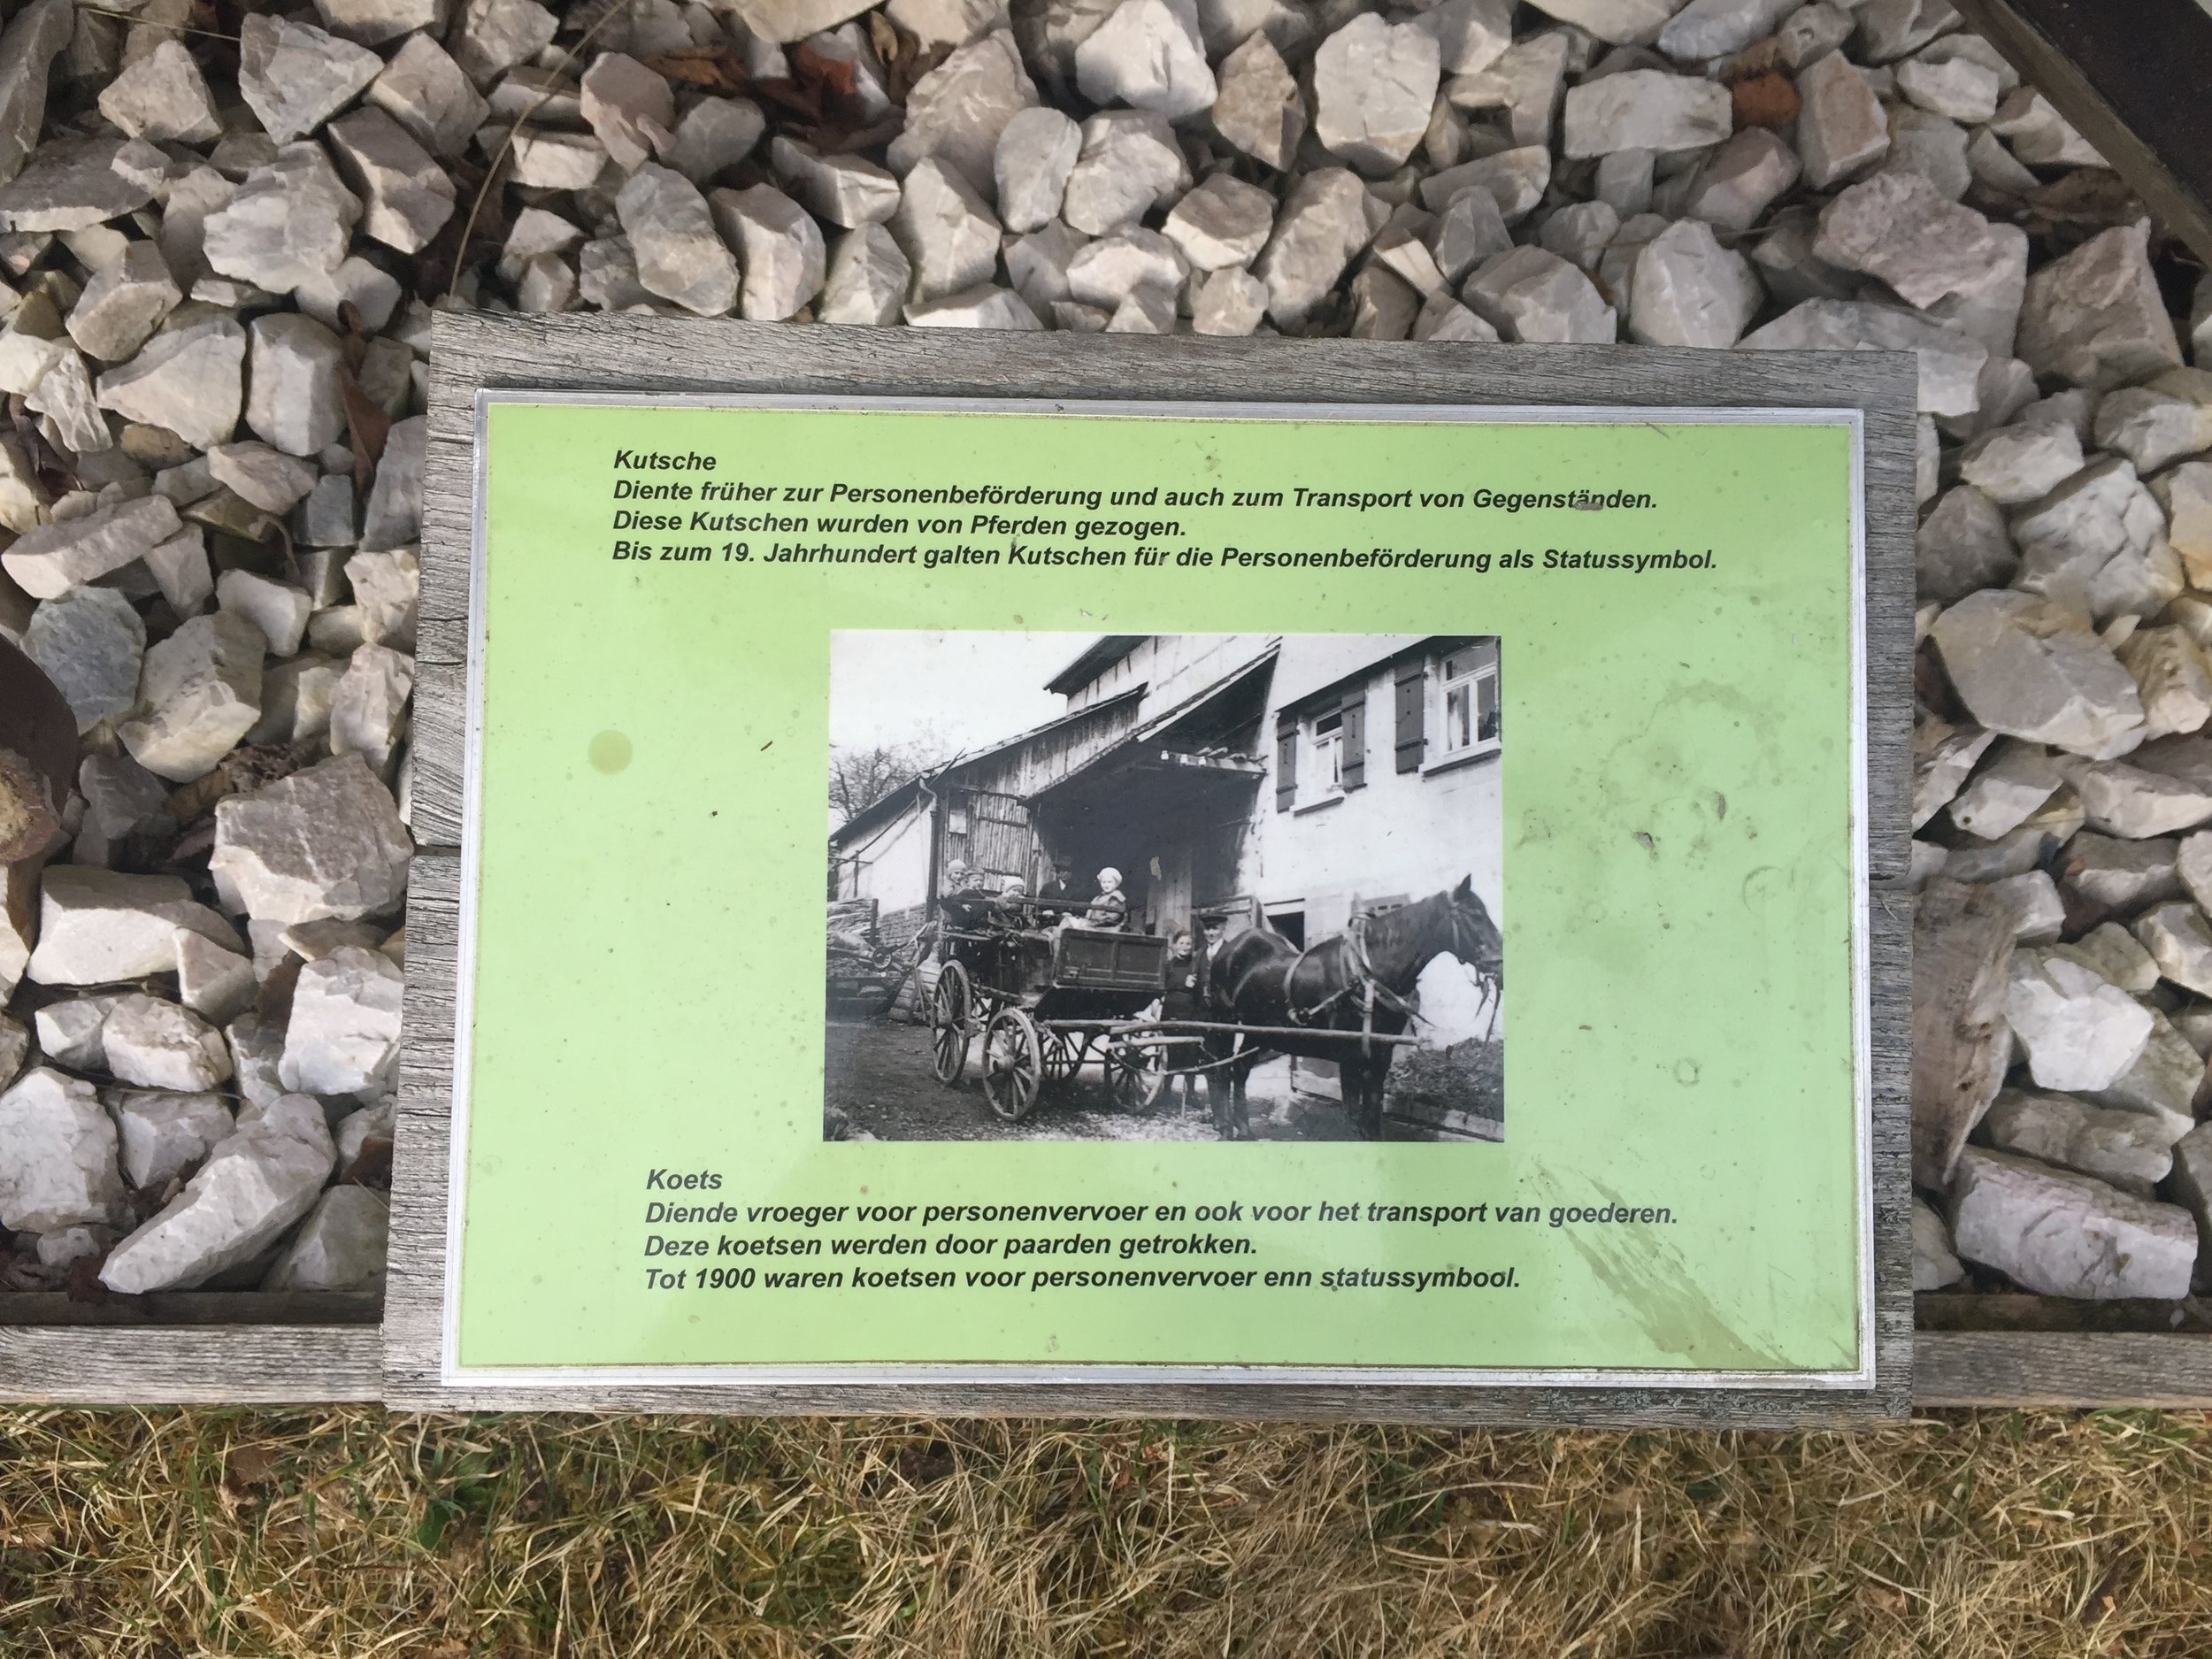 Kutsche
Diente früher zur Personenbeförderung und auch zum Transport von Gegenständen.
Diese Kutschen wurden von Pferden gezogen.
Bis zum 19. Jahrhundert galten Kutschen für die Personenbeförderung als Statussymbol.
Koets
Diende vroeger voor personenvervoer en ook voor het transport van goederen.
Deze koetsen werden door paarden getrokken.
Tot 1900 waren koetsen voor personenvervoer enn statussymbool.